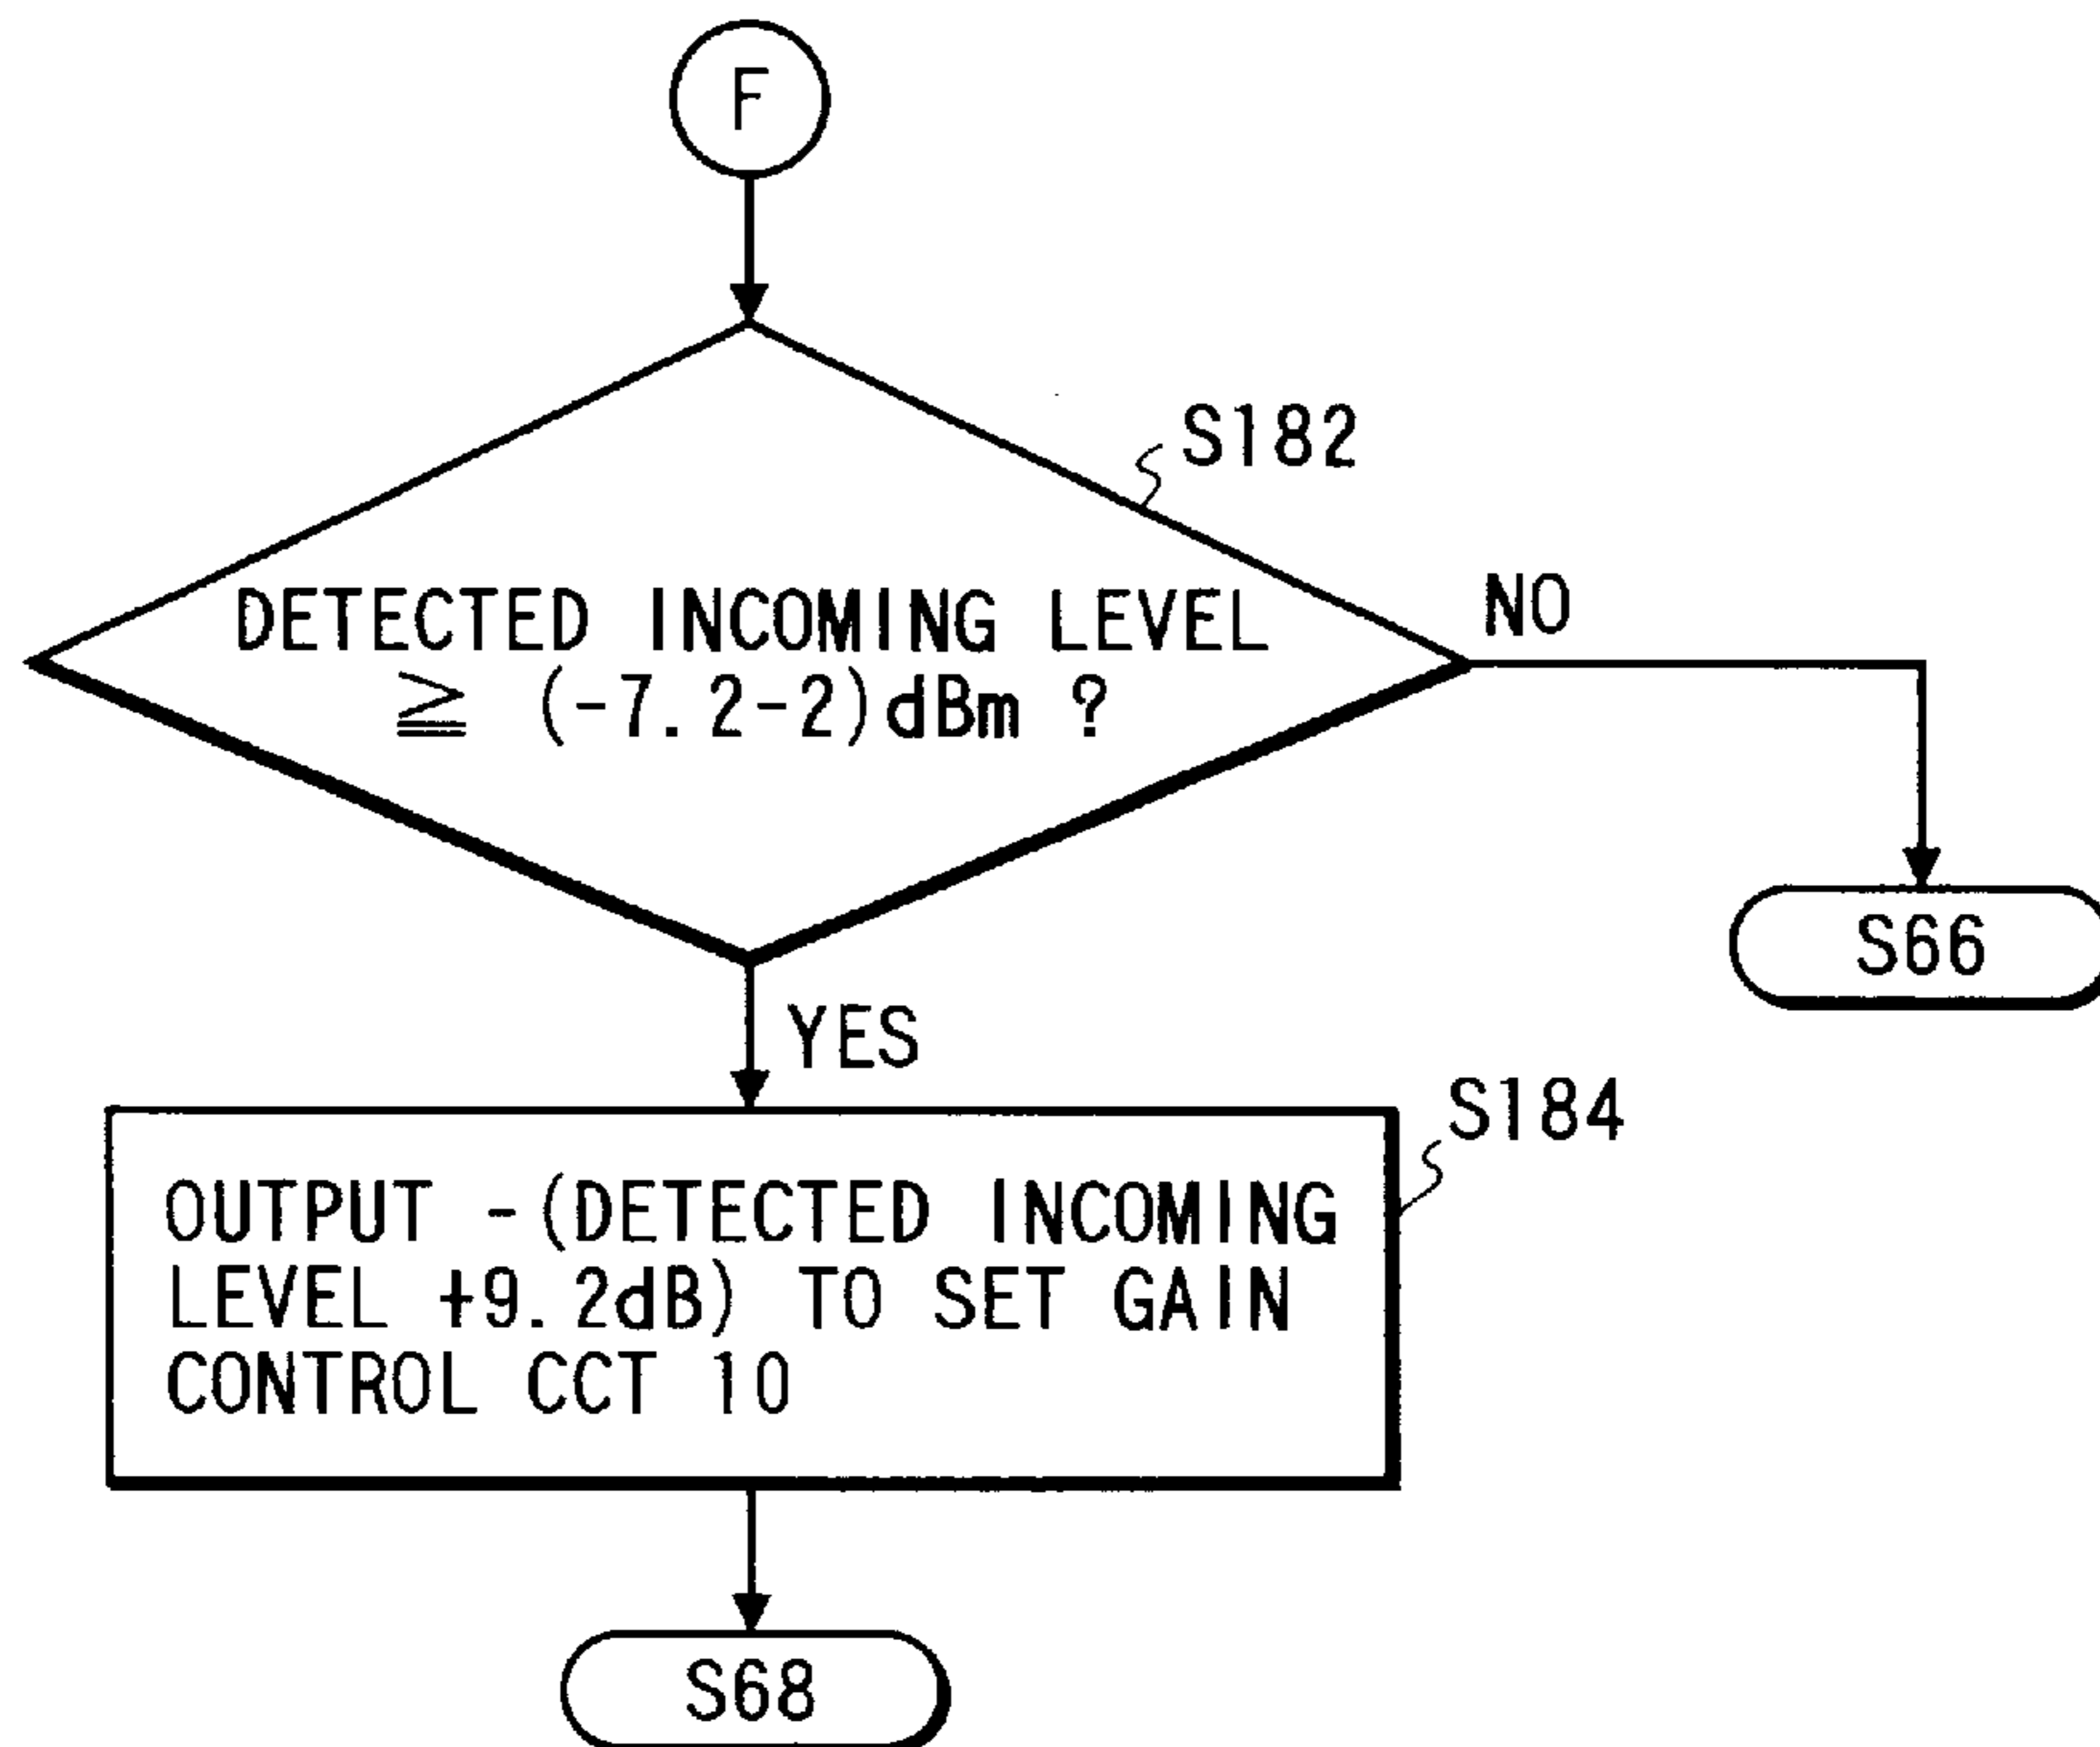 F
S182
DETECTED INCOMING LEVEL
≧ (-7.2-2)dBm ?
NO
S66
YES
S184
OUTPUT -(DETECTED INCOMING
LEVEL +9.2dB) TO SET GAIN
CONTROL CCT 10
S68